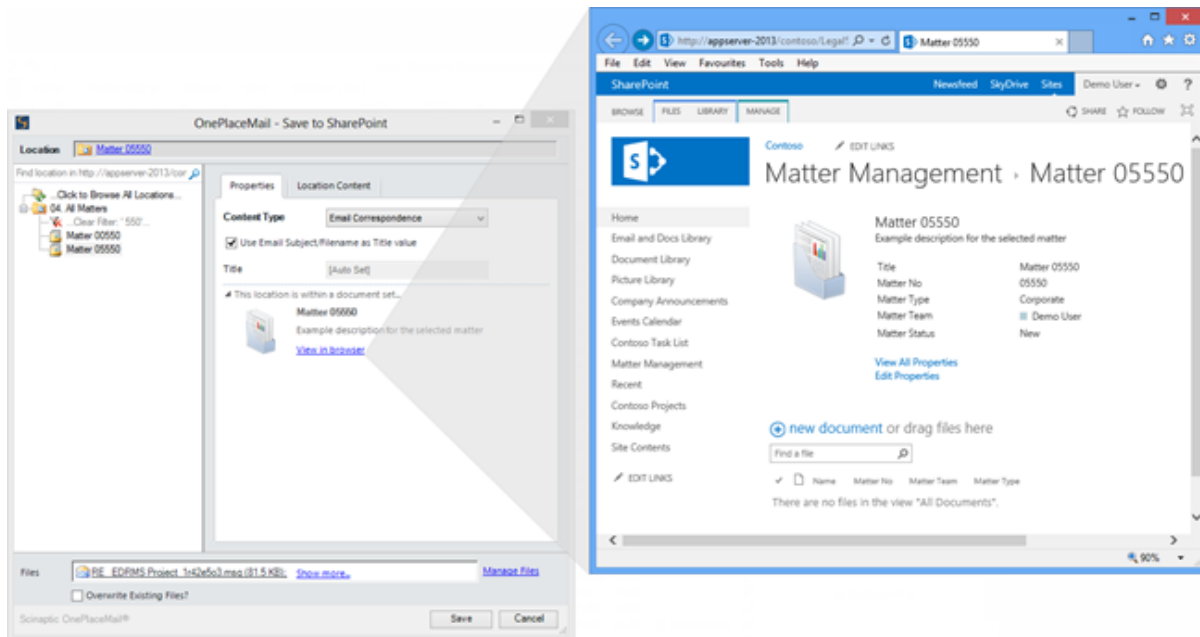 OnePlaceMail - Save to SharePoint
Location Matter 05550
Find location in http://appserver-2013/cor
...Click to Browse All Locations...
04. All Matters
...Clear Filter: '550'...
Matter 00550
Matter 05550
Properties Location Content
Content Type Email Correspondence
Use Email Subject/Filename as Title value
Title [Auto Set]
This location is within a document set...
Matter 05550
Example description for the selected matter
View in browser
Files RE_ EDRMS Project_1r42e5o3.msg (81.5 KB); Show more... Manage Files
Overwrite Existing Files?
Scinaptic OnePlaceMail®
Save Cancel
http://appserver-2013/contoso/Legal! Matter 05550
File Edit View Favourites Tools Help
SharePoint Newsfeed SkyDrive Sites Demo User ?
BROWSE FILES LIBRARY MANAGE SHARE FOLLOW
S
Contoso EDIT LINKS
Matter Management Matter 05550
Home
Email and Docs Library
Document Library
Picture Library
Company Announcements
Events Calendar
Contoso Task List
Matter Management
Recent
Contoso Projects
Knowledge
Site Contents
EDIT LINKS
Matter 05550
Example description for the selected matter
Title Matter 05550
Matter No 05550
Matter Type Corporate
Matter Team Demo User
Matter Status New
View All Properties
Edit Properties
new document or drag files here
Find a file
Name Matter No Matter Team Matter Type
There are no files in the view "All Documents".
90%